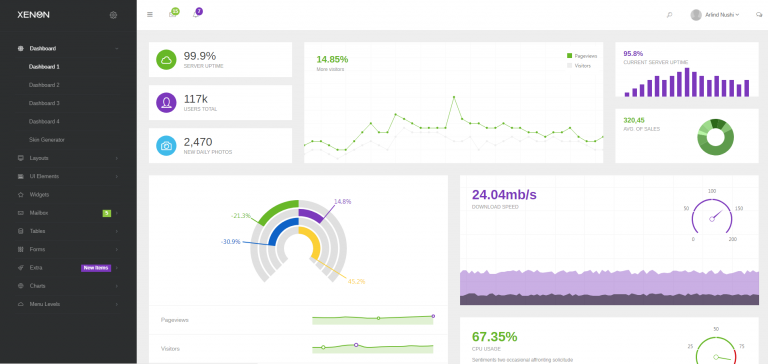 XENON
Dashboard
Dashboard 1
Dashboard 2
Dashboard 3
Dashboard 4
Skin Generator
Layouts
UI Elements
Widgets
Mailbox
5
Tables
Forms
Extra
New Items
Charts
Menu Levels
15
7
Arlind Nushi
99.9%
SERVER UPTIME
117k
USERS TOTAL
2,470
NEW DAILY PHOTOS
14.85%
More visitors
Pageviews
Visitors
95.8%
CURRENT SERVER UPTIME
320,45
AVG. OF SALES
-21.3%
14.8%
-30.9%
45.2%
Pageviews
Visitors
24.04mb/s
DOWNLOAD SPEED
0
50
100
150
200
67.35%
CPU USAGE
Sentiments two occasional affronting solicitude
25
50
75